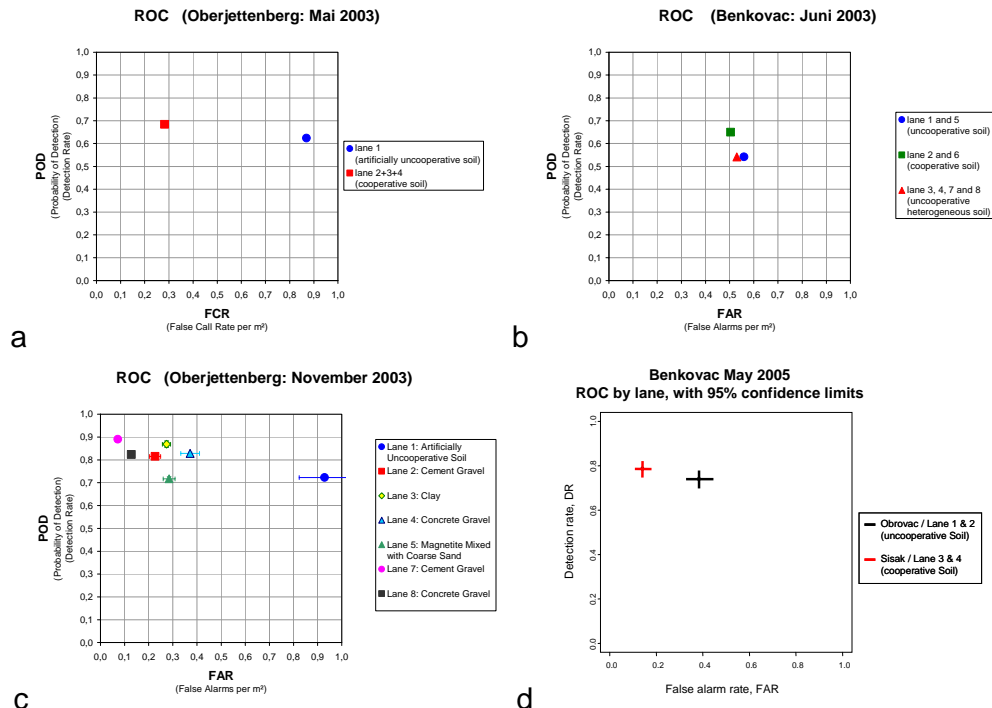 ROC (Oberjettenberg: Mai 2003)
1,0
0,9
0,8
0,7
0,6
0,5
0,4
0,3
0,2
0,1
0,0
POD
(Probability of Detection)
(Detection Rate)
0,0 0,1 0,2 0,3 0,4 0,5 0,6 0,7 0,8 0,9 1,0
FCR
(False Call Rate per m²)
lane 1
(artificially uncooperative soil)
lane 2+3+4
(cooperative soil)
a
ROC (Benkovac: Juni 2003)
1,0
0,9
0,8
0,7
0,6
0,5
0,4
0,3
0,2
0,1
0,0
POD
(Probability of Detection)
(Detection Rate)
0,0 0,1 0,2 0,3 0,4 0,5 0,6 0,7 0,8 0,9 1,0
FAR
(False Alarms per m²)
lane 1 and 5
(uncooperative soil)
lane 2 and 6
(cooperative soil)
lane 3, 4, 7 and 8
(uncooperative
heterogeneous soil)
b
ROC (Oberjettenberg: November 2003)
1,0
0,9
0,8
0,7
0,6
0,5
0,4
0,3
0,2
0,1
0,0
POD
(Probability of Detection)
(Detection Rate)
0,0 0,1 0,2 0,3 0,4 0,5 0,6 0,7 0,8 0,9 1,0
FAR
(False Alarms per m²)
Lane 1: Artificially
Uncooperative Soil
Lane 2: Cement Gravel
Lane 3: Clay
Lane 4: Concrete Gravel
Lane 5: Magnetite Mixed
with Coarse Sand
Lane 7: Cement Gravel
Lane 8: Concrete Gravel
c
Benkovac May 2005
ROC by lane, with 95% confidence limits
1.0
0.8
0.6
0.4
0.2
0.0
Detection rate, DR
0.0 0.2 0.4 0.6 0.8 1.0
False alarm rate, FAR
Obrovac / Lane 1 & 2
(uncooperative Soil)
Sisak / Lane 3 & 4
(cooperative Soil)
d